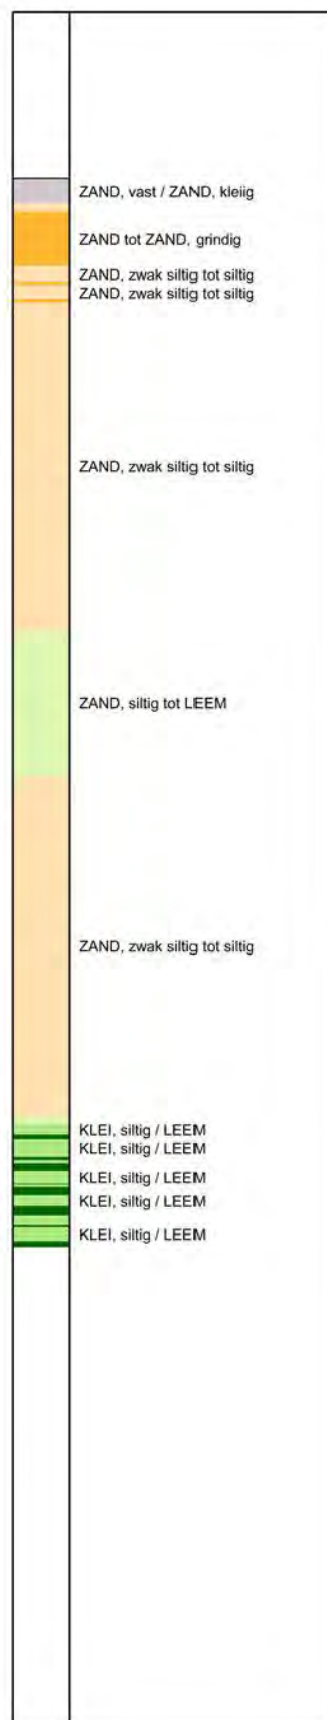 ZAND, vast / ZAND, kleiig
ZAND tot ZAND, grindig
ZAND, zwak siltig tot siltig
ZAND, zwak siltig tot siltig
ZAND, zwak siltig tot siltig
ZAND, siltig tot LEEM
ZAND, zwak siltig tot siltig
KLEI, siltig / LEEM
KLEI, siltig / LEEM
KLEI, siltig / LEEM
KLEI, siltig / LEEM
KLEI, siltig / LEEM